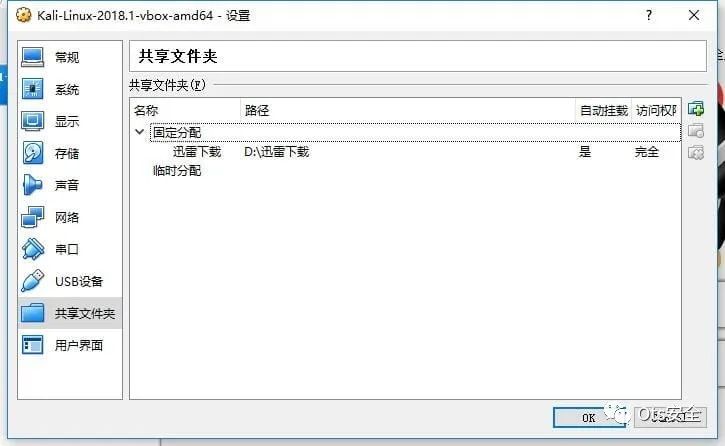 Kali-Linux-2018.1-vbox-amd64 - 设置
常规
系统
显示
存储
声音
网络
串口
USB设备
共享文件夹
用户界面
共享文件夹
共享文件夹(F)
名称 路径 自动挂载 访问权
固定分配
迅雷下载 D:\迅雷下载 是 完全
临时分配
OK
Ots安全